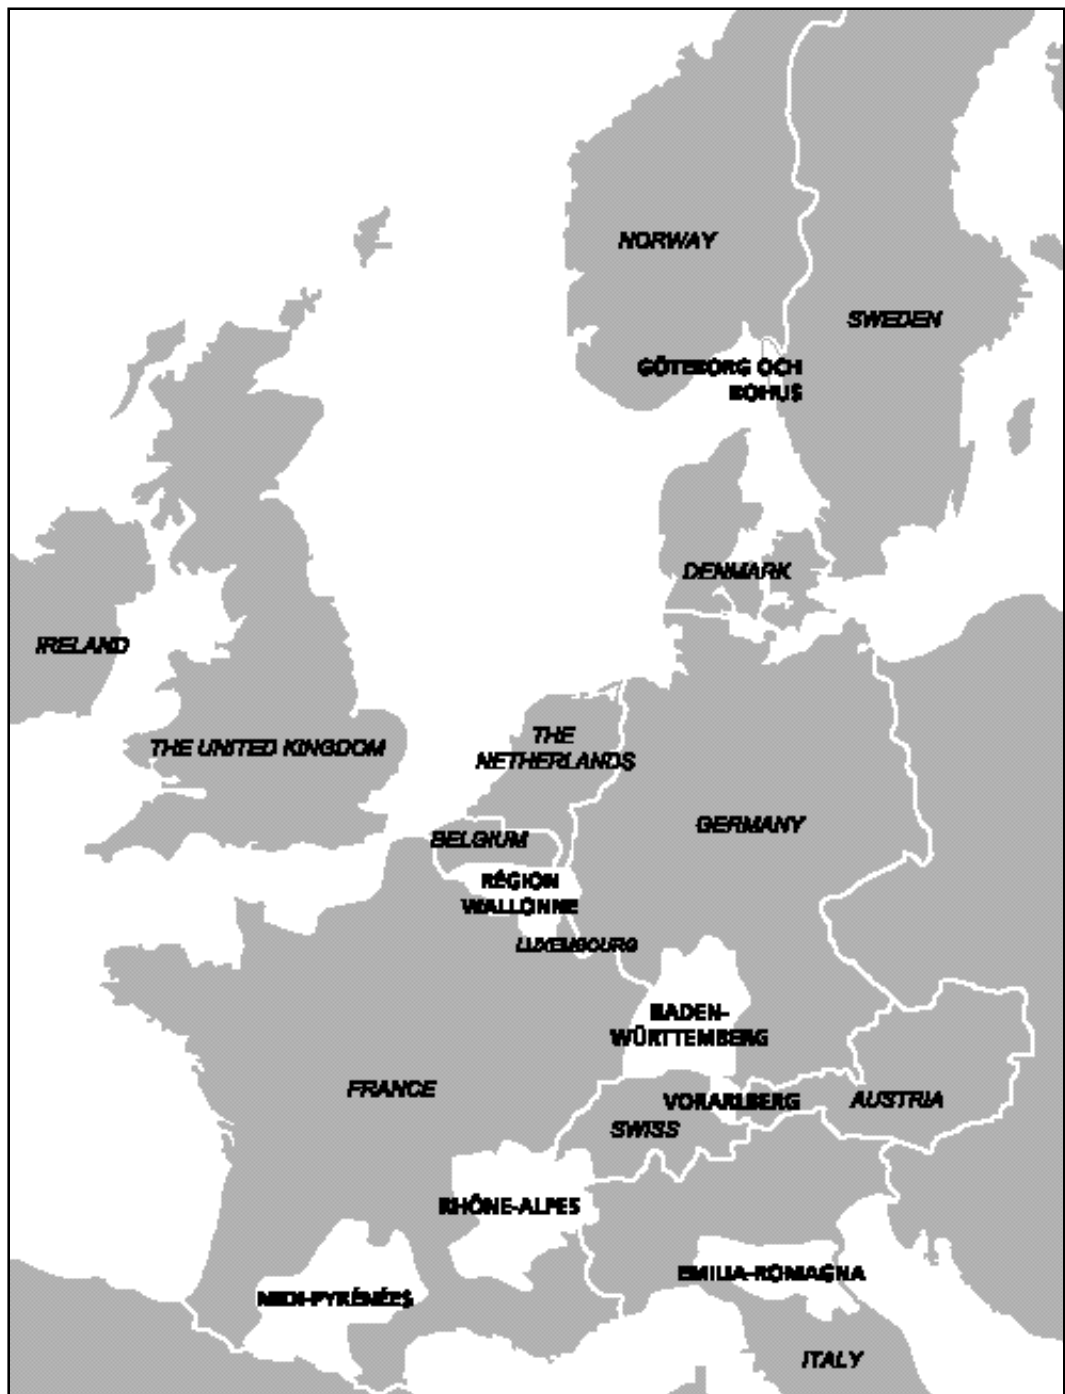 NORWAY
SWEDEN
GÖTEBORG OCH
BOHUS
DENMARK
IRELAND
THE UNITED KINGDOM
THE
NETHERLANDS
BELGIUM
GERMANY
RÉGION
WALLONNE
LUXEMBOURG
BADEN-
WÜRTTEMBERG
FRANCE
VORARLBERG
AUSTRIA
SWISS
RHÔNE-ALPES
EMILIA-ROMAGNA
MIDI-PYRÉNÉES
ITALY